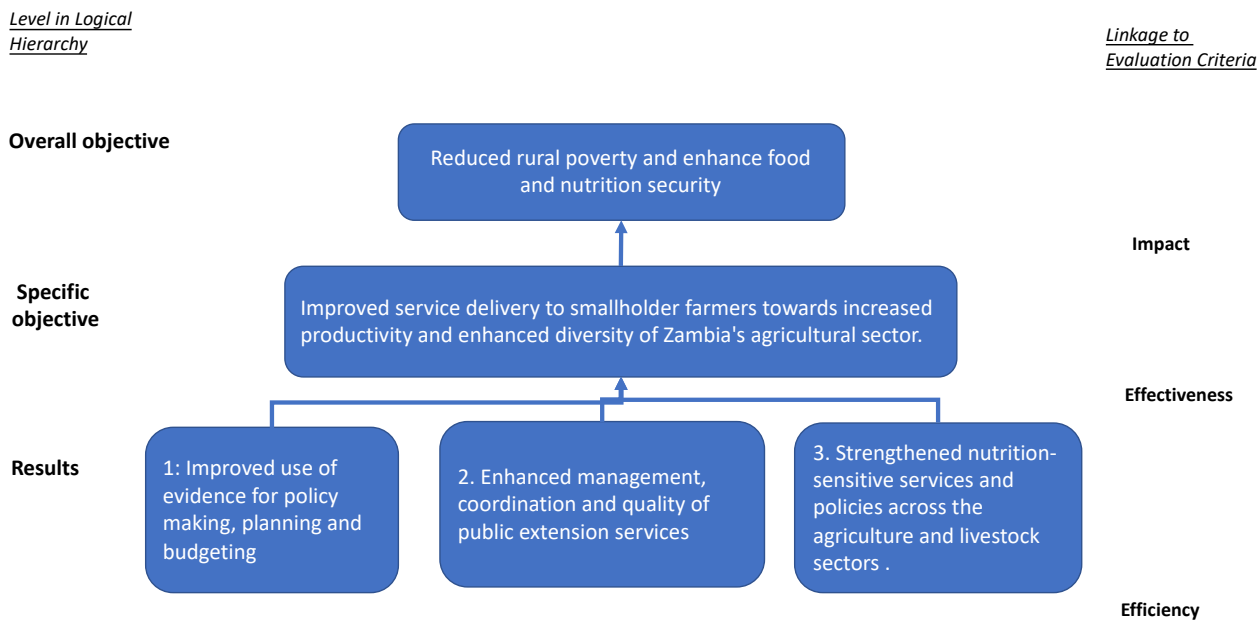 Level in Logical
Hierarchy
Linkage to
Evaluation Criteria
Overall objective
Reduced rural poverty and enhance food
and nutrition security
Impact
Specific
objective
Improved service delivery to smallholder farmers towards increased
productivity and enhanced diversity of Zambia's agricultural sector.
Effectiveness
Results
1: Improved use of
evidence for policy
making, planning and
budgeting
2. Enhanced management,
coordination and quality of
public extension services
3. Strengthened nutrition-
sensitive services and
policies across the
agriculture and livestock
sectors .
Efficiency